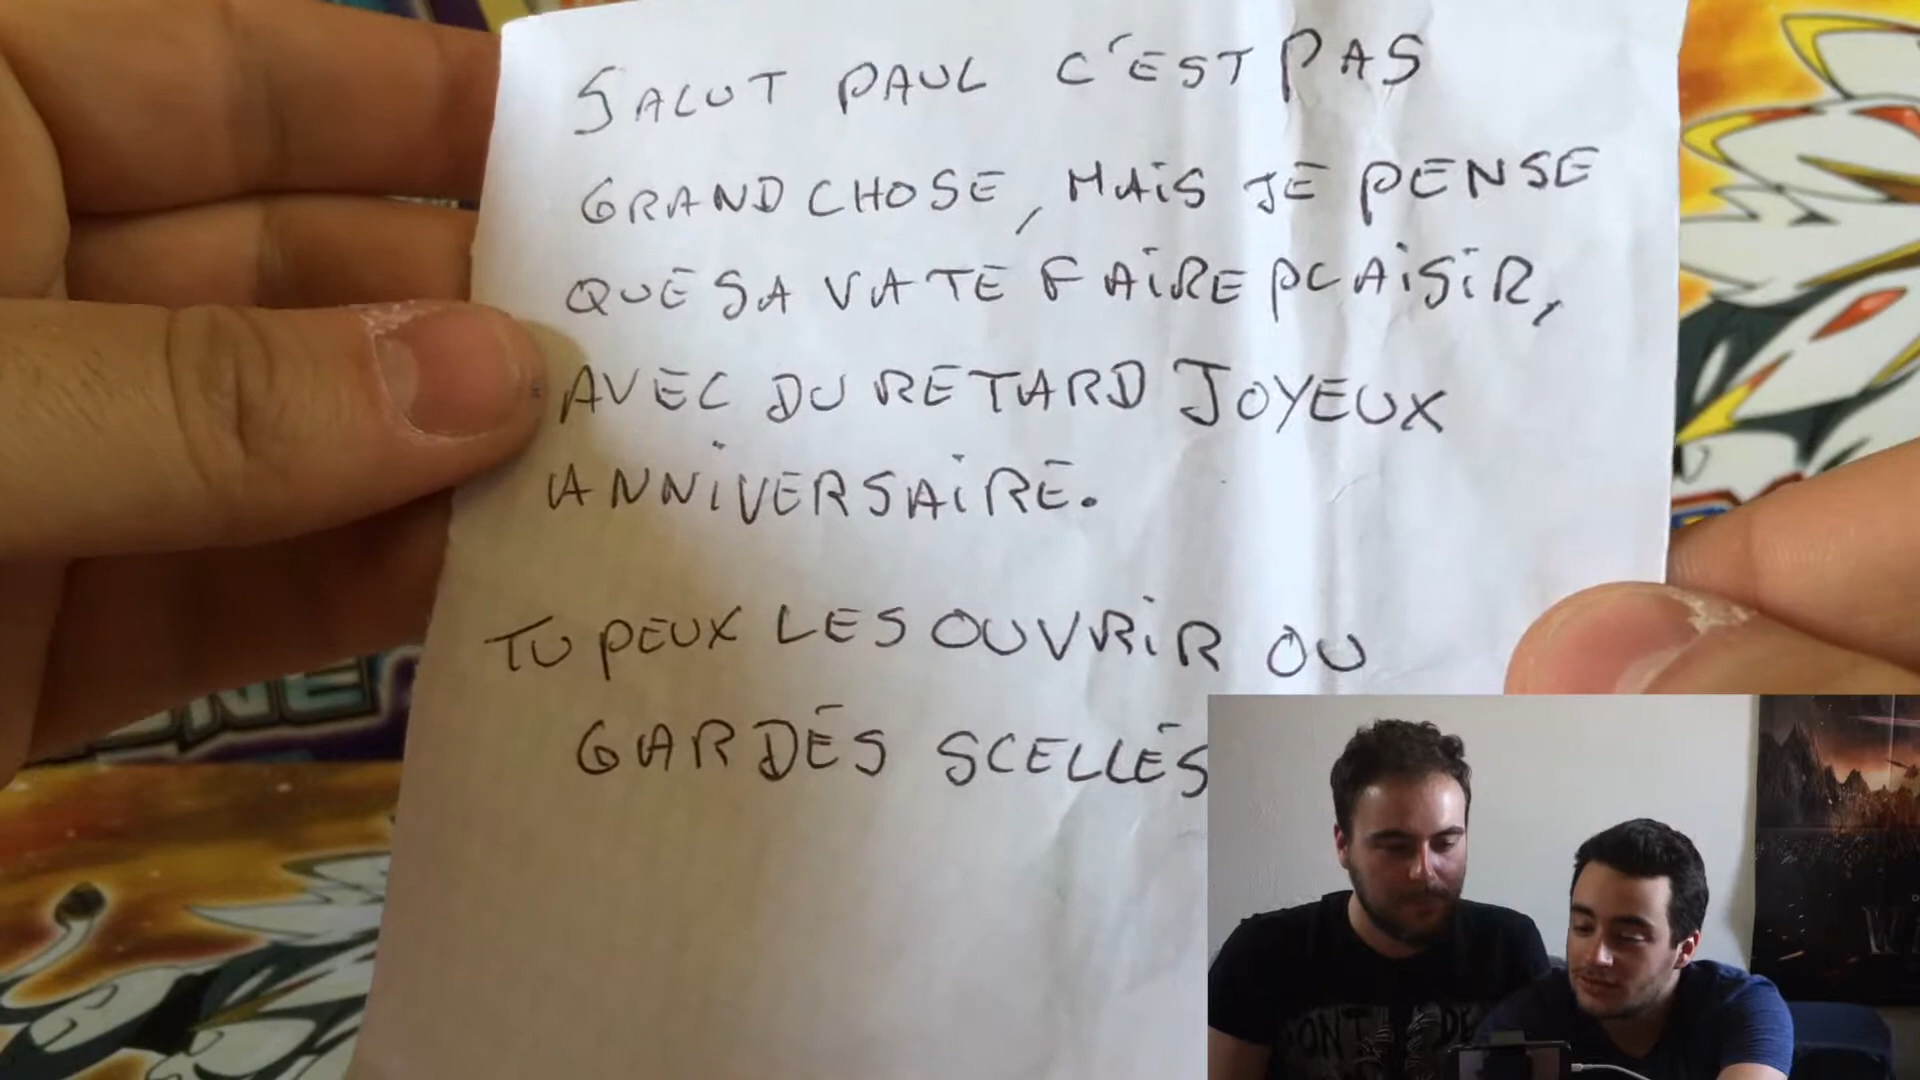 SALUT PAUL C'EST PAS
GRAND CHOSE, MAIS JE PENSE
QUE SA VA TE FAIRE PLAISIR,
AVEC DU RETARD JOYEUX
ANNIVERSAIRE.
TU PEUX LES OUVRIR OU
GARDÉS SCELLÉS